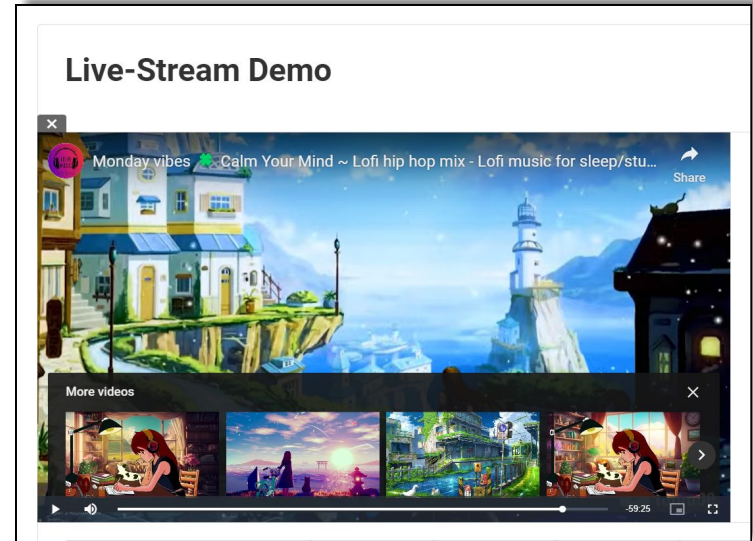 Live-Stream Demo
Monday vibes 🍀 Calm Your Mind ~ Lofi hip hop mix - Lofi music for sleep/stu...
Share
More videos
-59:25